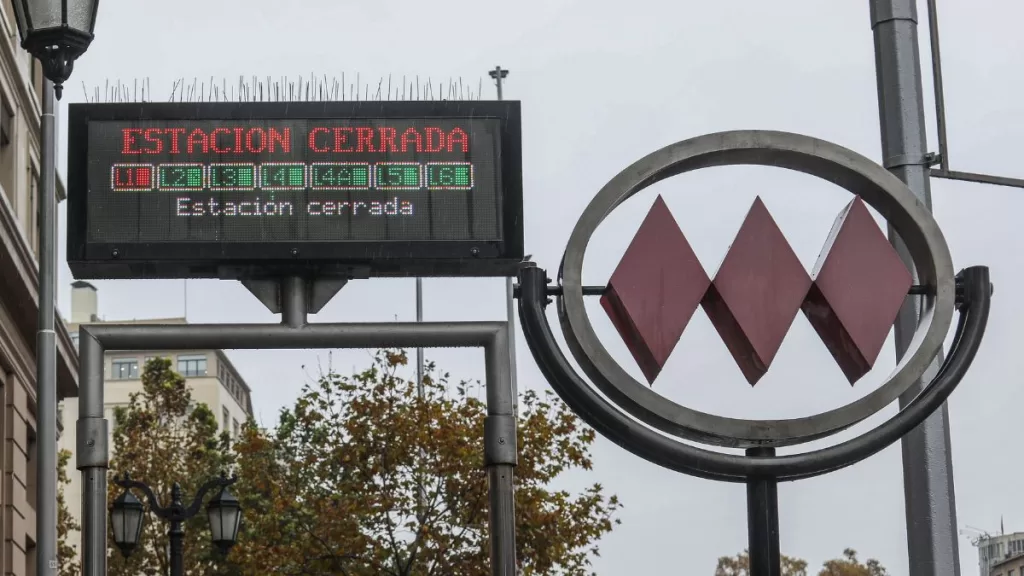 ESTACION CERRADA
L1 L2 L3 L4 L4A L5 L6
Estación cerrada